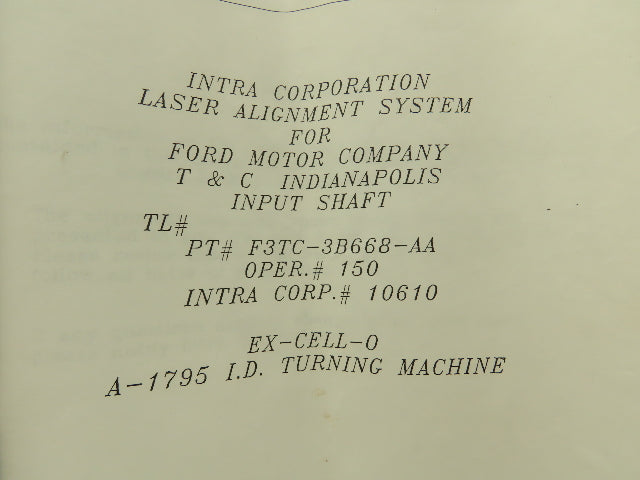 INTRA CORPORATION
LASER ALIGNMENT SYSTEM
FOR
FORD MOTOR COMPANY
T & C INDIANAPOLIS
INPUT SHAFT
TL#
PT# F3TC-3B668-AA
OPER.# 150
INTRA CORP.# 10610
EX-CELL-O
A-1795 I.D. TURNING MACHINE